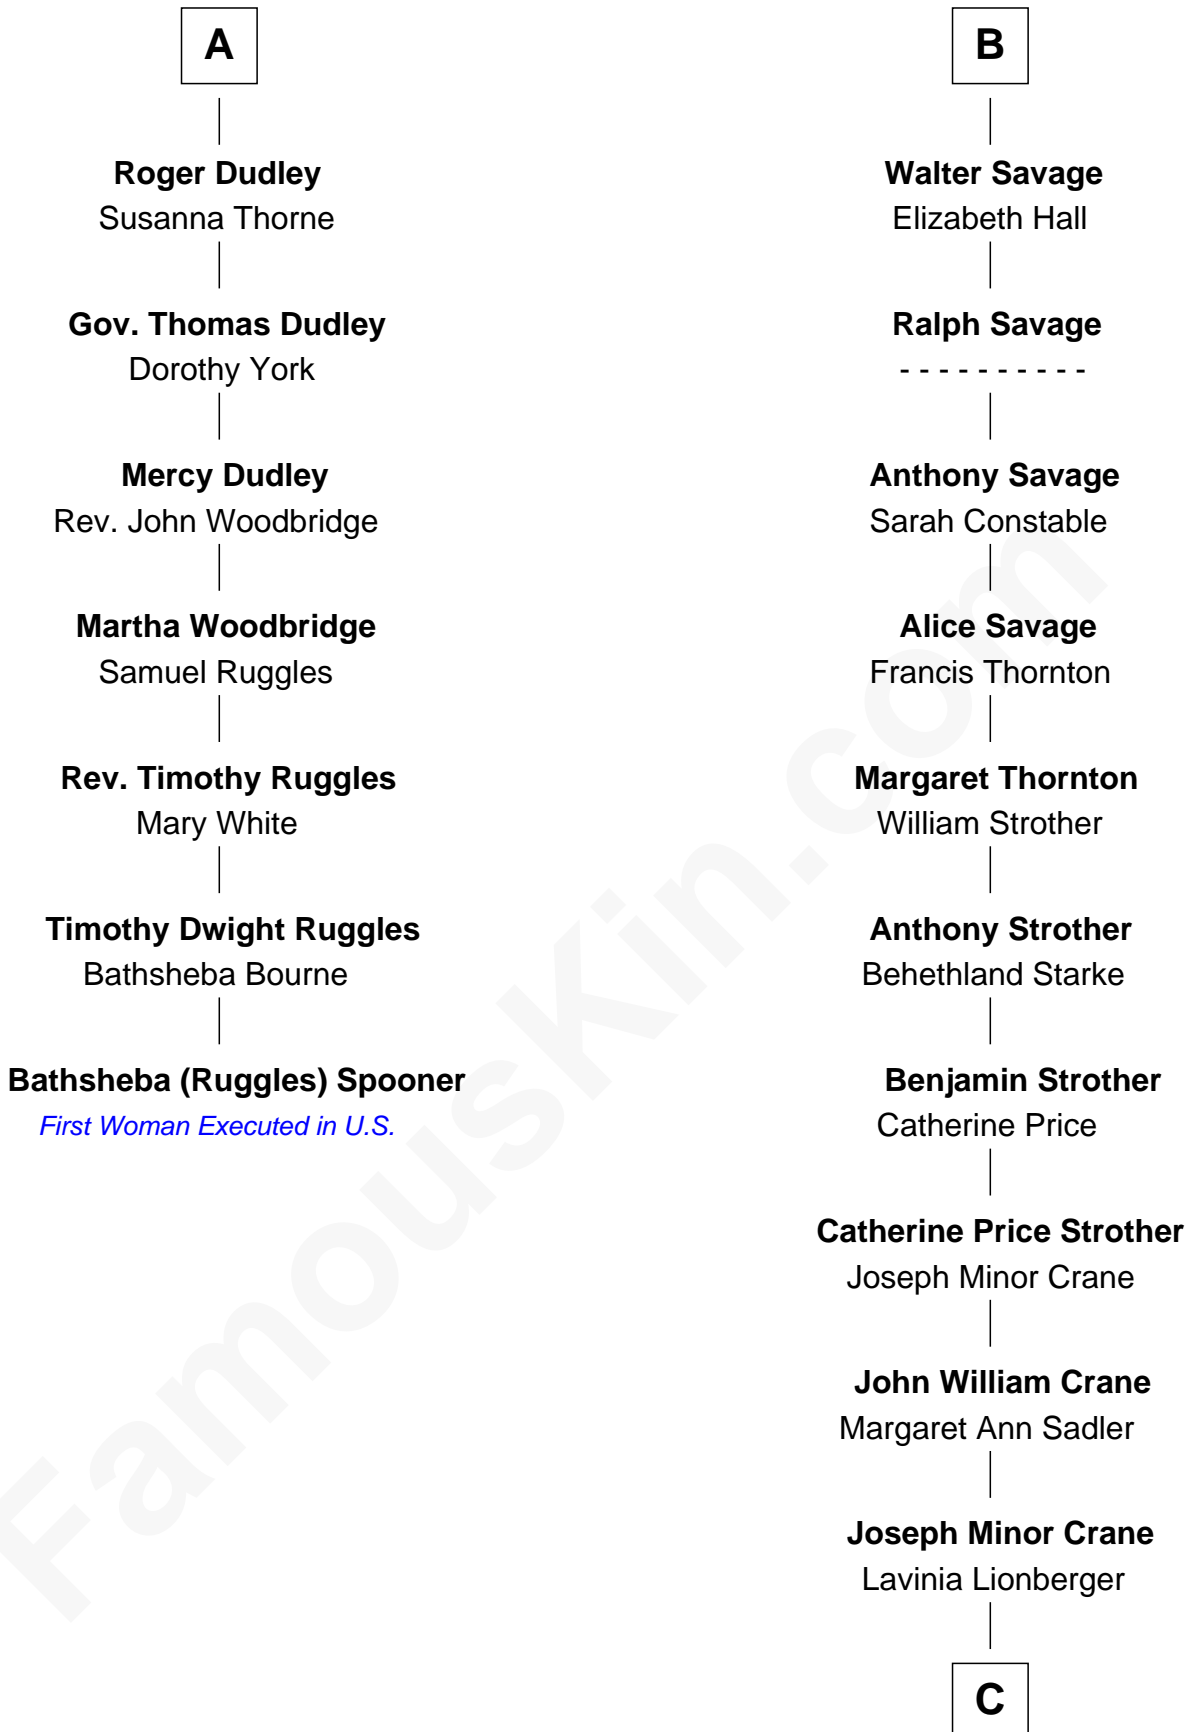 A
Roger Dudley
Susanna Thorne
Gov. Thomas Dudley
Dorothy York
Mercy Dudley
Rev. John Woodbridge
Martha Woodbridge
Samuel Ruggles
Rev. Timothy Ruggles
Mary White
Timothy Dwight Ruggles
Bathsheba Bourne
Bathsheba (Ruggles) Spooner
First Woman Executed in U.S.
B
Walter Savage
Elizabeth Hall
Ralph Savage
- - - - - - - - - -
Anthony Savage
Sarah Constable
Alice Savage
Francis Thornton
Margaret Thornton
William Strother
Anthony Strother
Behethland Starke
Benjamin Strother
Catherine Price
Catherine Price Strother
Joseph Minor Crane
John William Crane
Margaret Ann Sadler
Joseph Minor Crane
Lavinia Lionberger
C
FamousKin.com